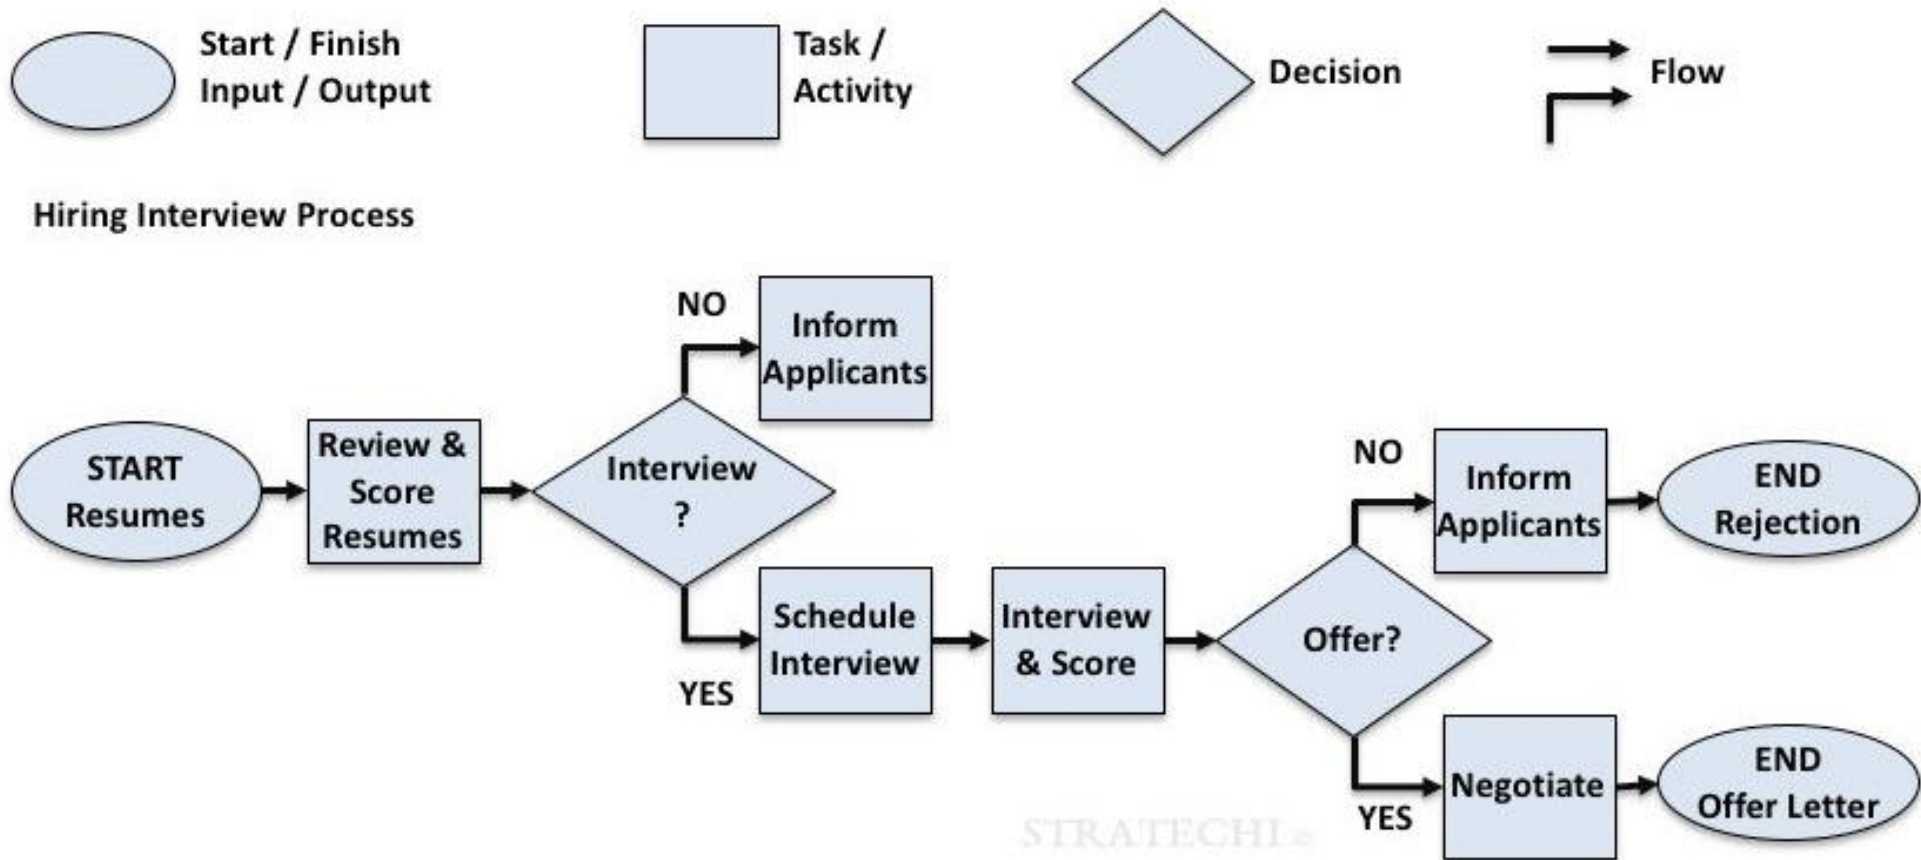 Start / Finish
Input / Output
Task /
Activity
Decision
Flow
Hiring Interview Process
START
Resumes
Review &
Score
Resumes
Interview
?
NO
Inform
Applicants
YES
Schedule
Interview
Interview
& Score
Offer?
NO
Inform
Applicants
END
Rejection
YES
Negotiate
END
Offer Letter
STRATECHI